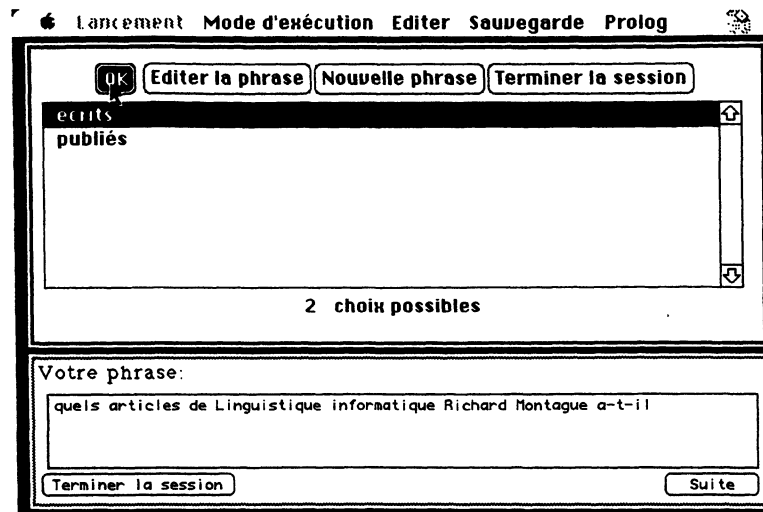 Lancement Mode d'exécution Editer Sauvegarde Prolog
OK Editer la phrase Nouvelle phrase Terminer la session
ecrits
publiés
2 choix possibles
Votre phrase:
quels articles de Linguistique informatique Richard Montague a-t-il
Terminer la session Suite